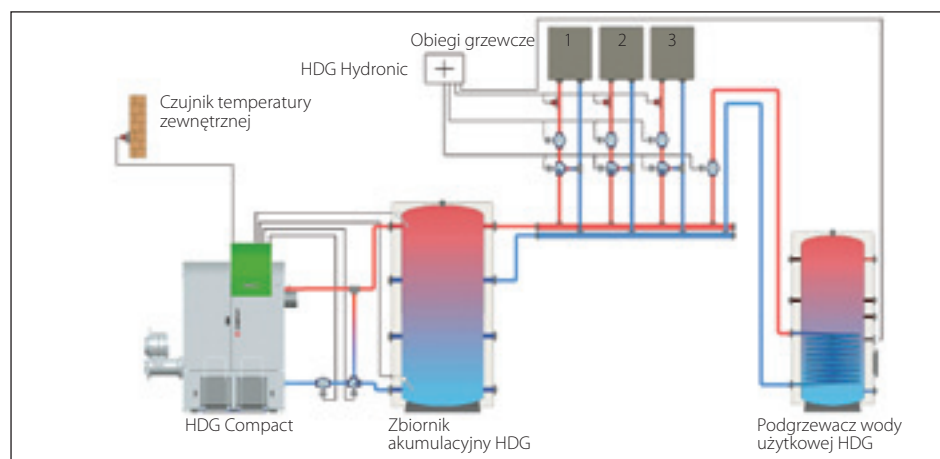 Obiegi grzewcze
1
2
3
HDG Hydronic
Czujnik temperatury
zewnętrznej
HDG Compact
Zbiornik
akumulacyjny HDG
Podgrzewacz wody
użytkowej HDG